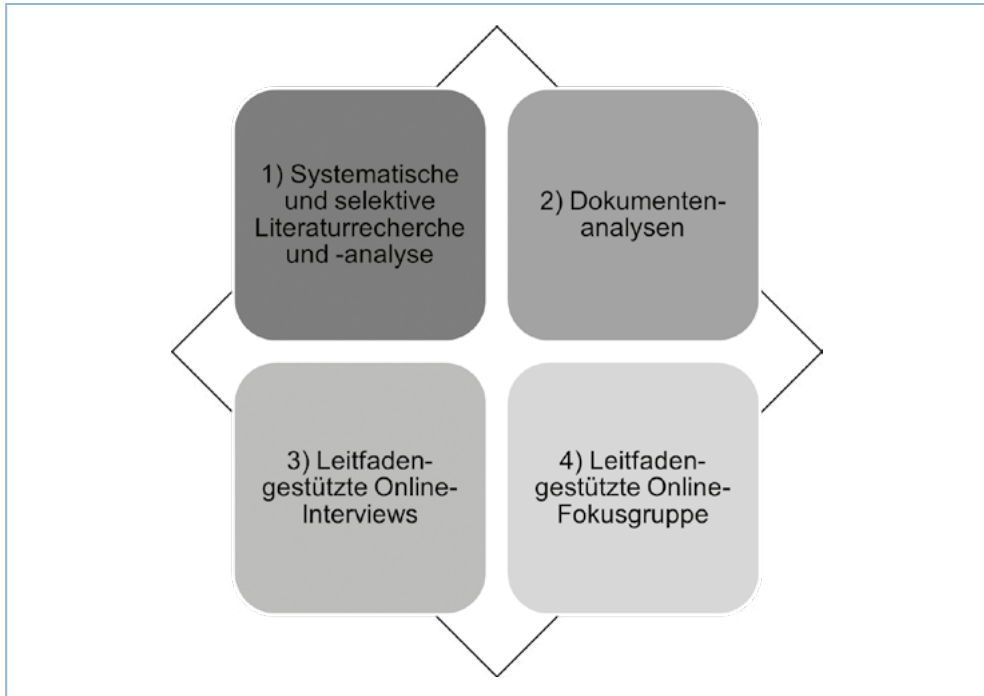 1) Systematische
und selektive
Literaturrecherche
und -analyse
2) Dokumenten-
analysen
3) Leitfaden-
gestützte Online-
Interviews
4) Leitfaden-
gestützte Online-
Fokusgruppe